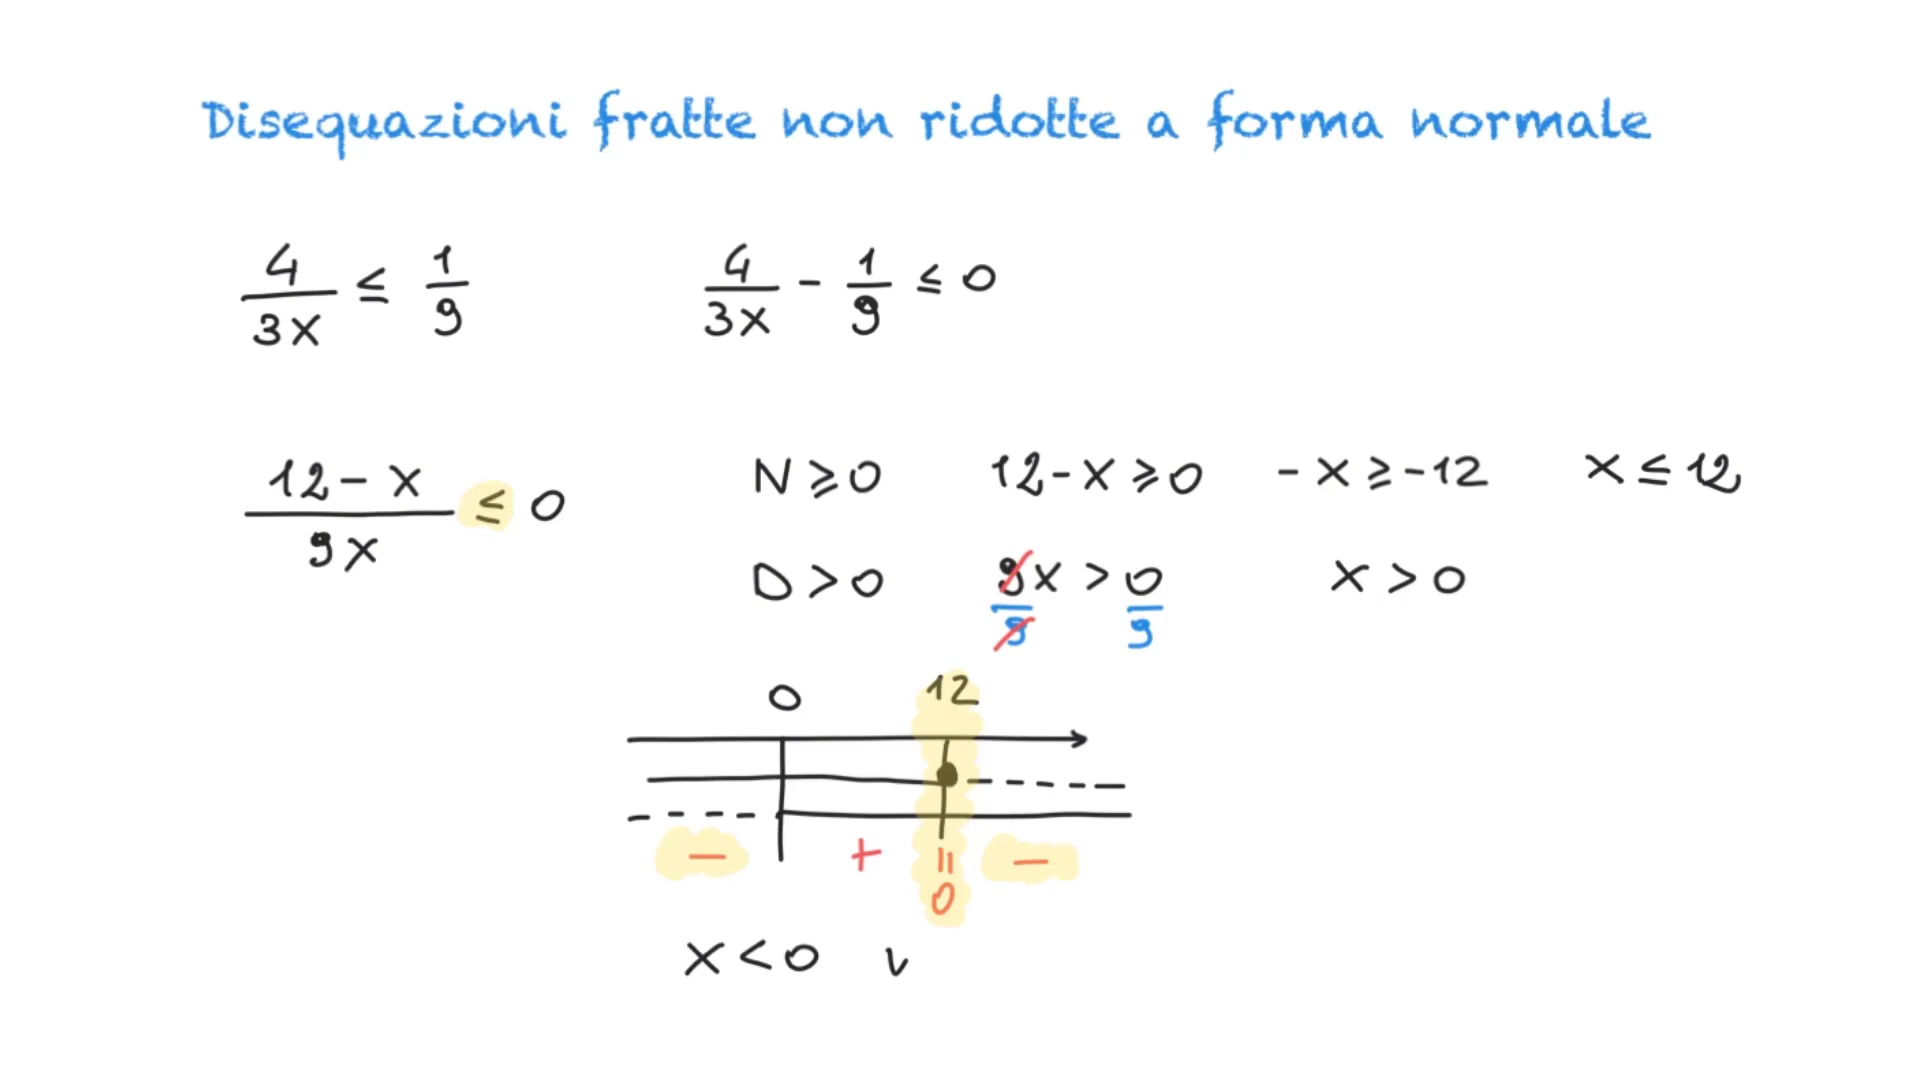 Disequazioni fratte non ridotte a forma normale
4/3x ≤ 1/9    4/3x - 1/9 ≤ 0
12-x/9x ≤ 0    N ⩾ 0    12-x ⩾ 0    -x ≥ -12    x ≤ 12
D > 0    9x/9 > 0/9    x > 0
0    12
- + =0 -
x < 0 v